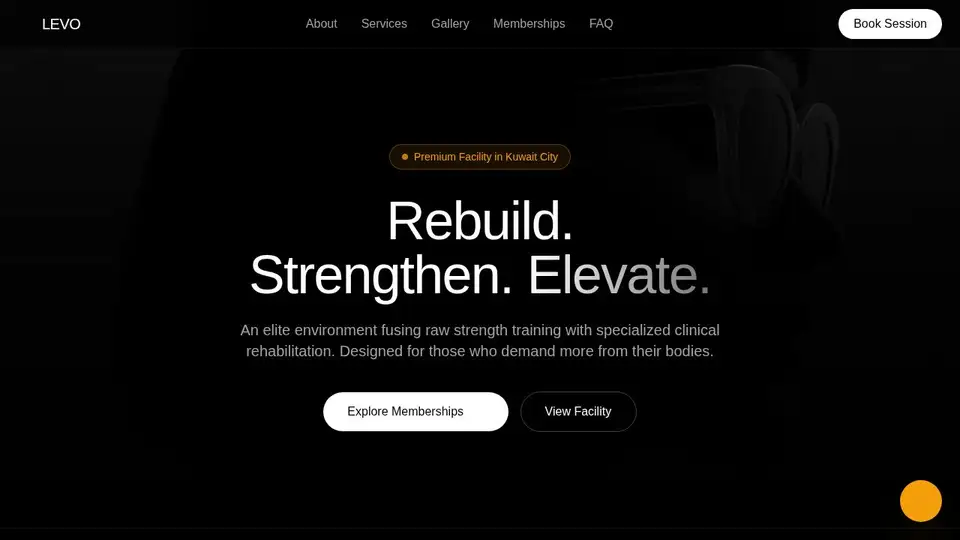 LEVO
About
Services
Gallery
Memberships
FAQ
Book Session
Premium Facility in Kuwait City
Rebuild.
Strengthen. Elevate.
An elite environment fusing raw strength training with specialized clinical
rehabilitation. Designed for those who demand more from their bodies.
Explore Memberships
View Facility